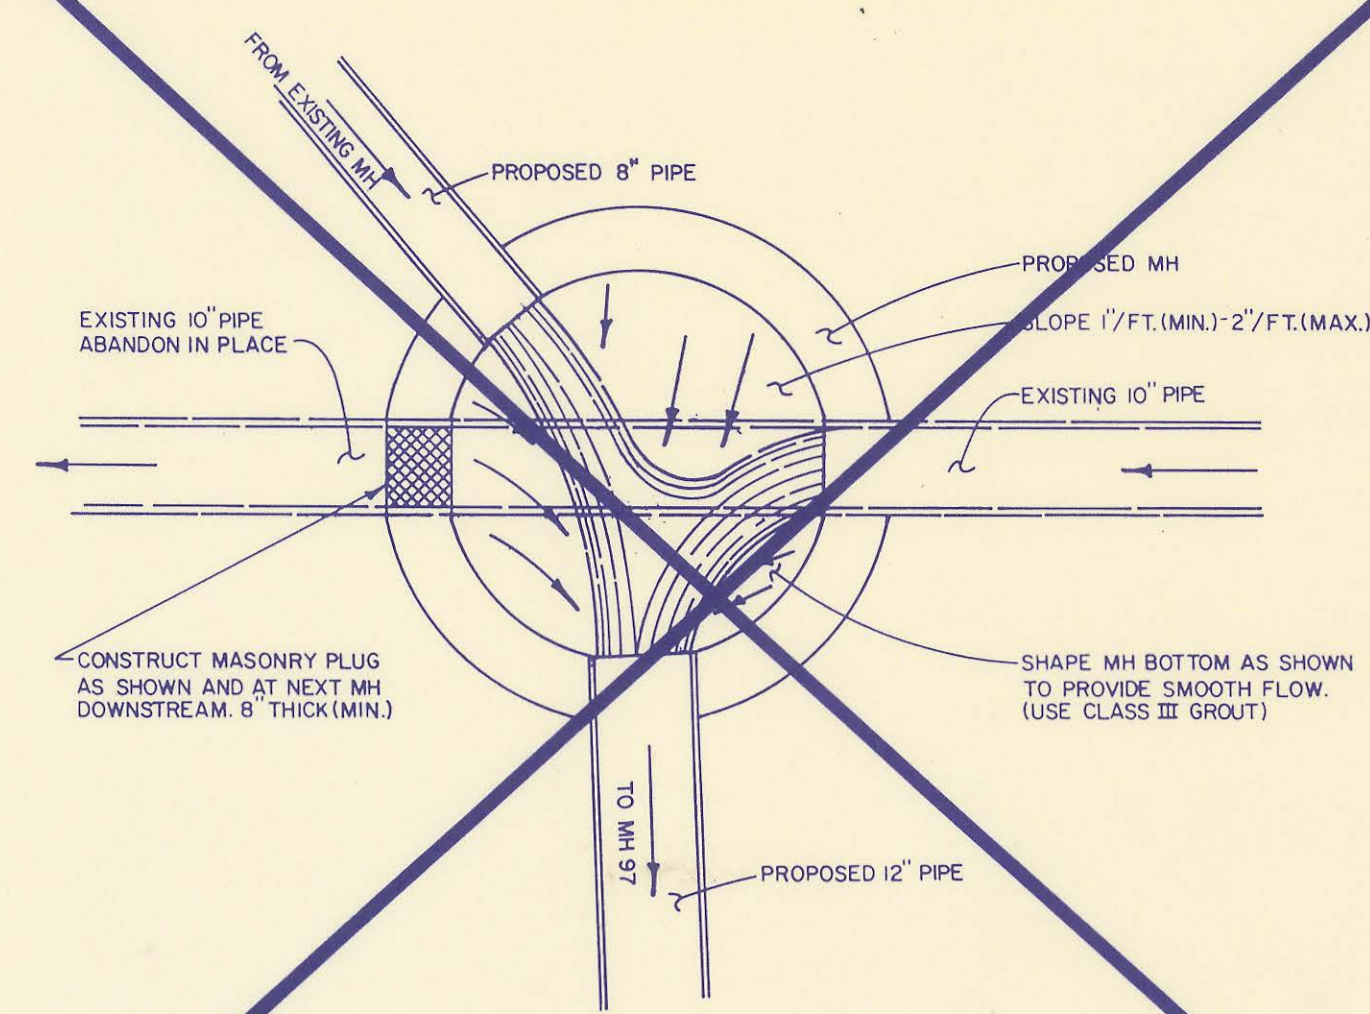 FROM EXISTING MH
PROPOSED 8" PIPE
PROPOSED MH
SLOPE 1"/FT.(MIN.)-2"/FT.(MAX.)
EXISTING 10" PIPE
ABANDON IN PLACE
EXISTING 10" PIPE
CONSTRUCT MASONRY PLUG
AS SHOWN AND AT NEXT MH
DOWNSTREAM. 8" THICK (MIN.)
SHAPE MH BOTTOM AS SHOWN
TO PROVIDE SMOOTH FLOW.
(USE CLASS III GROUT)
TO MH 97
PROPOSED 12" PIPE